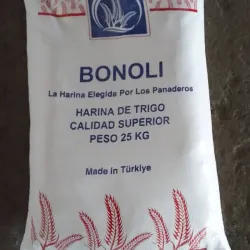 BONOLI
La Harina Elegida Por Los Panaderos
HARINA DE TRIGO
CALIDAD SUPERIOR
PESO 25 KG
Made in Türkiye